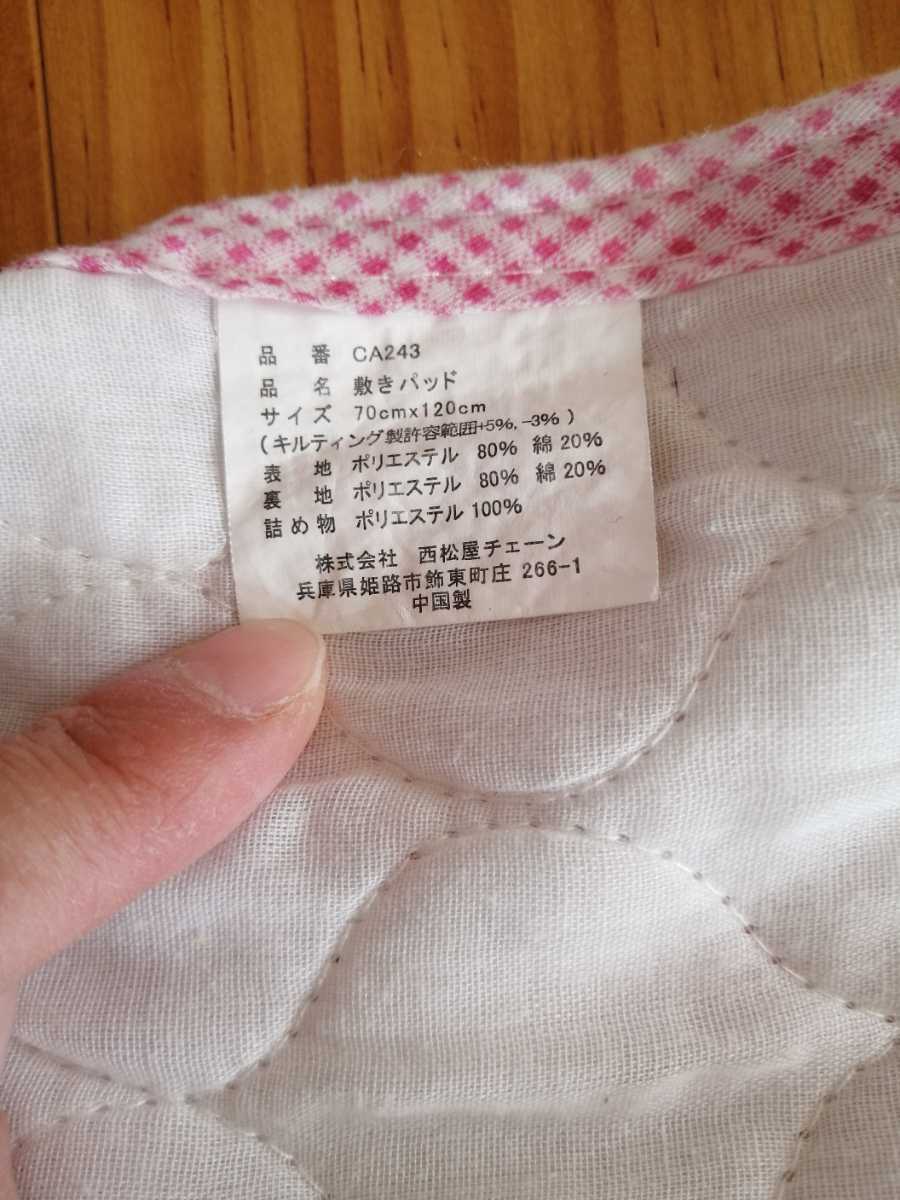 品 番 CA243
品 名 敷きパッド
サイズ 70cmx120cm
(キルティング製許容範囲+5%,-3% )
表 地 ポリエステル 80% 綿 20%
裏 地 ポリエステル 80% 綿 20%
詰め物 ポリエステル 100%
株式会社 西松屋チェーン
兵庫県姫路市飾東町庄 266-1
中国製